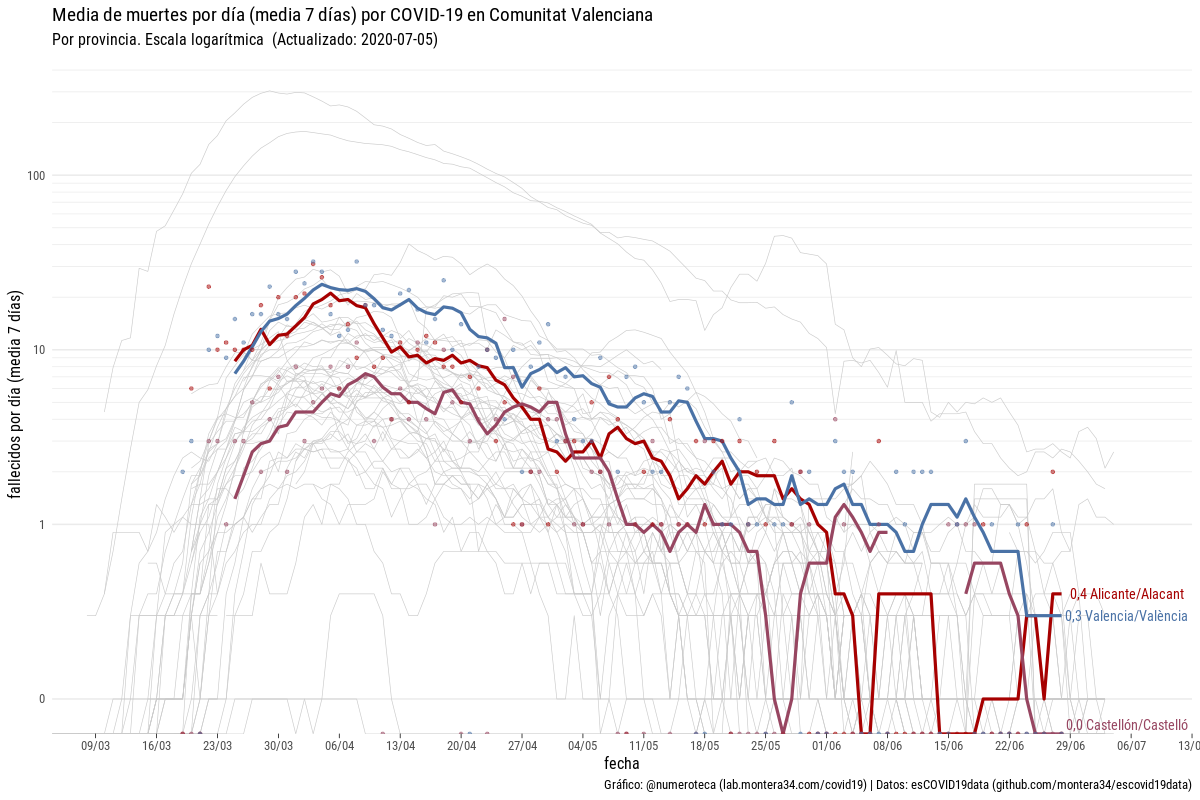 Media de muertes por día (media 7 días) por COVID-19 en Comunitat Valenciana
Por provincia. Escala logarítmica (Actualizado: 2020-07-05)
fallecidos por día (media 7 días)
100
10
1
0
0,4 Alicante/Alacant
0,3 Valencia/València
0,0 Castellón/Castelló
09/03 16/03 23/03 30/03 06/04 13/04 20/04 27/04 04/05 11/05 18/05 25/05 01/06 08/06 15/06 22/06 29/06 06/07 13/0
fecha
Gráfico: @numeroteca (lab.montera34.com/covid19) | Datos: esCOVID19data (github.com/montera34/escovid19data)